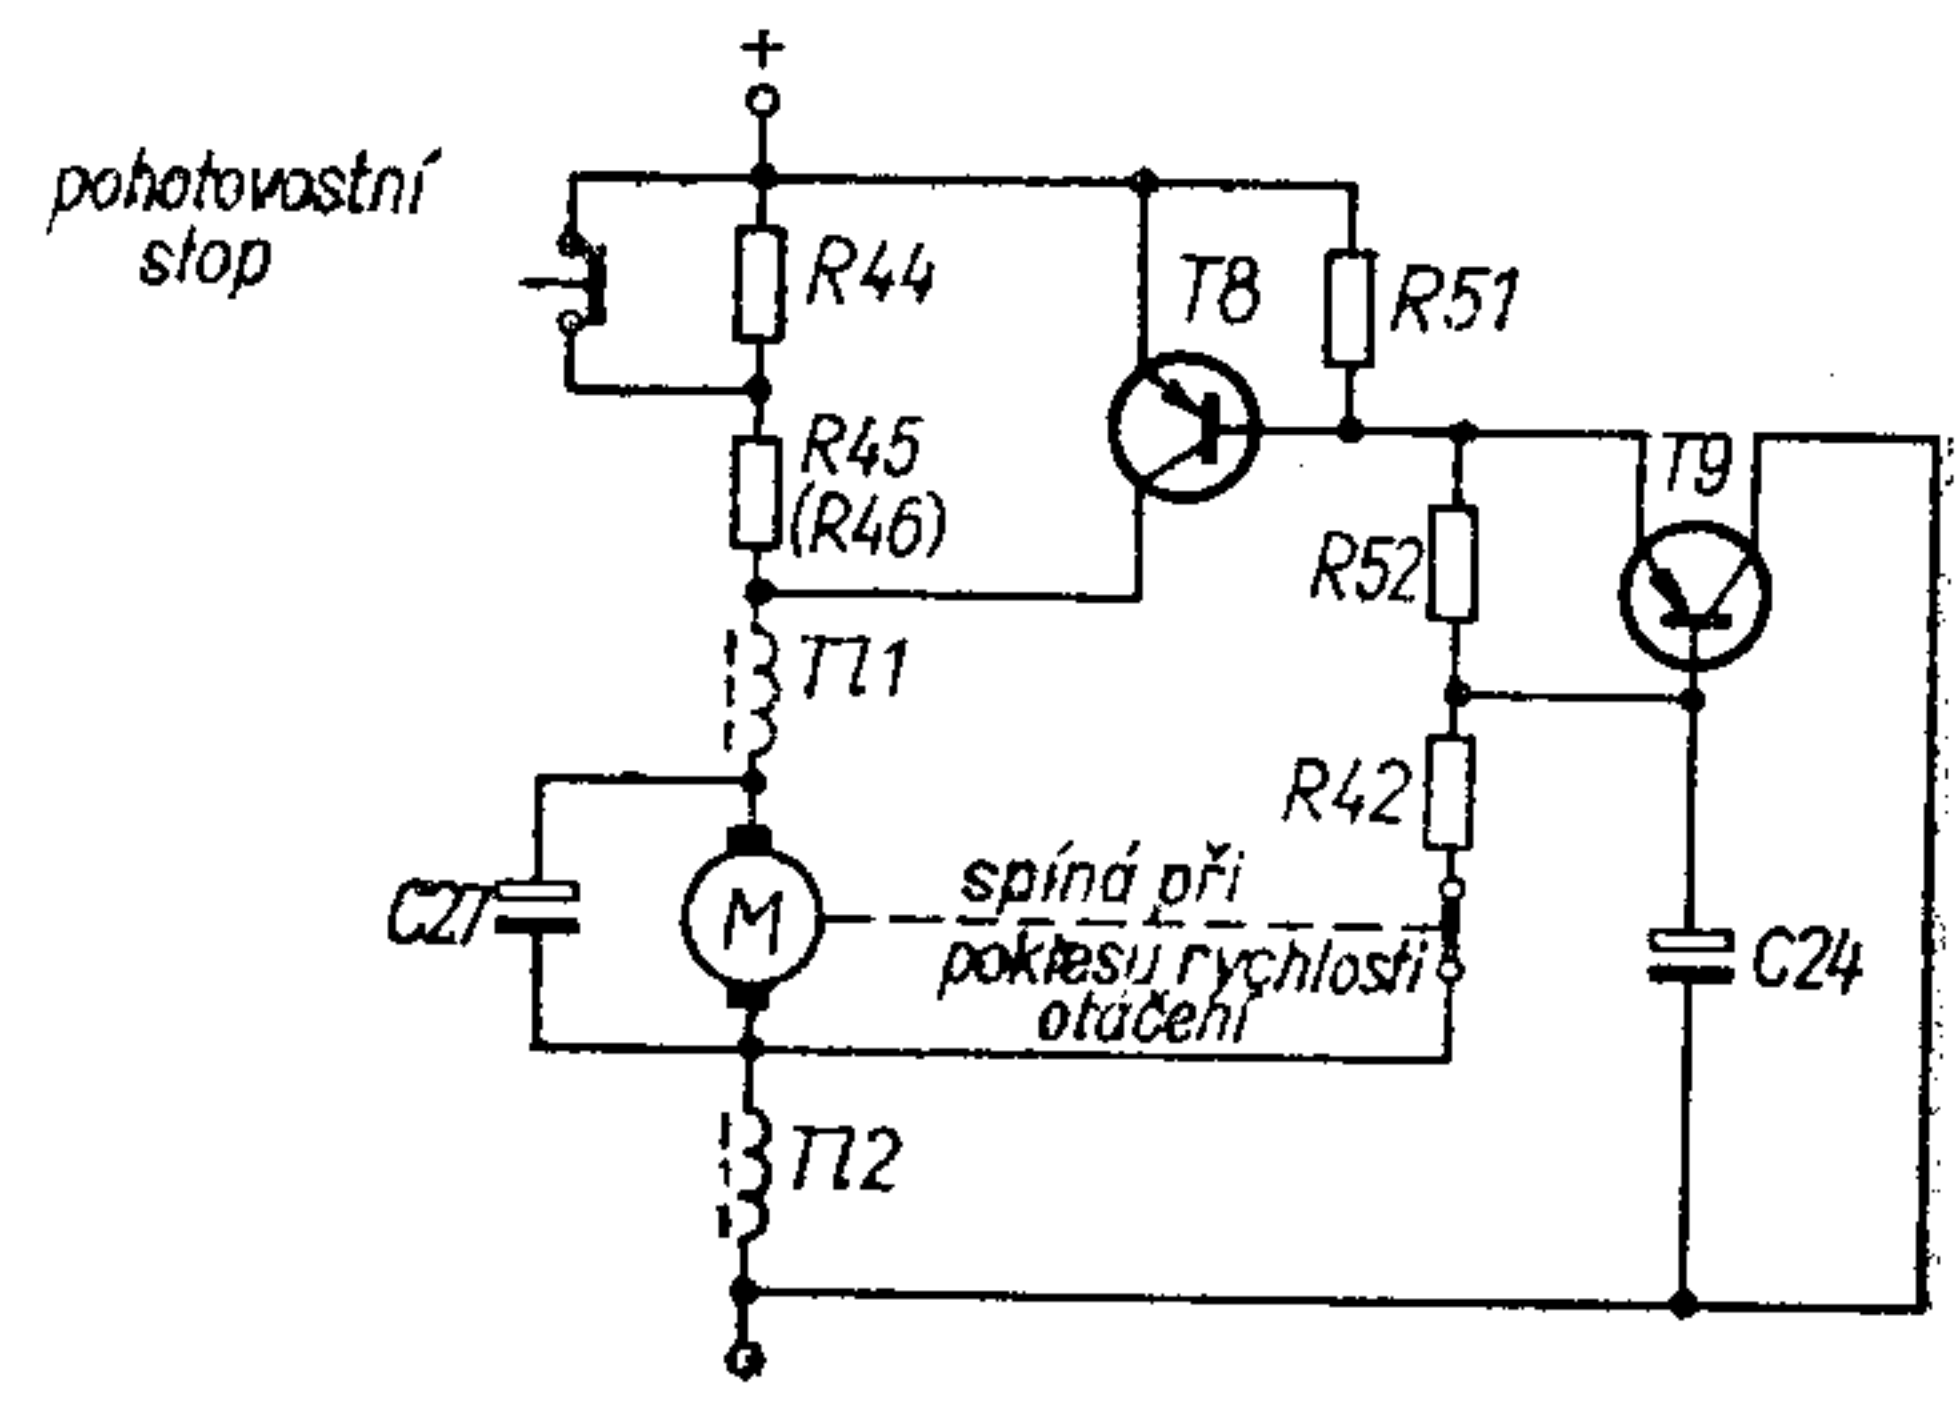 +
pohotovostní
stop
R44
T8
R51
R45
(R46)
T9
R52
Tl1
R42
C27
M
spíná při
poklesu rychlosti
otáčení
C24
Tl2